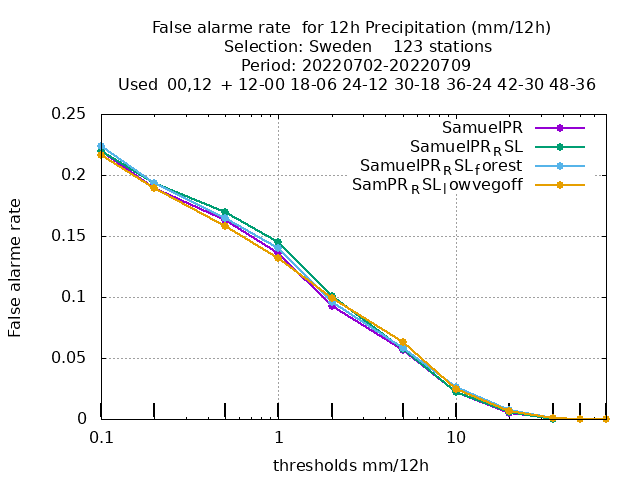 False alarme rate  for 12h Precipitation (mm/12h)
Selection: Sweden    123 stations
Period: 20220702-20220709
Used  00,12  + 12-00 18-06 24-12 30-18 36-24 42-30 48-36
SamuelPR
SamuelPR_RSL
SamuelPR_RSL_forest
SamPR_RSL_lowvegoff
0.25
0.2
0.15
0.1
0.05
0
False alarme rate
0.1 1 10
thresholds mm/12h